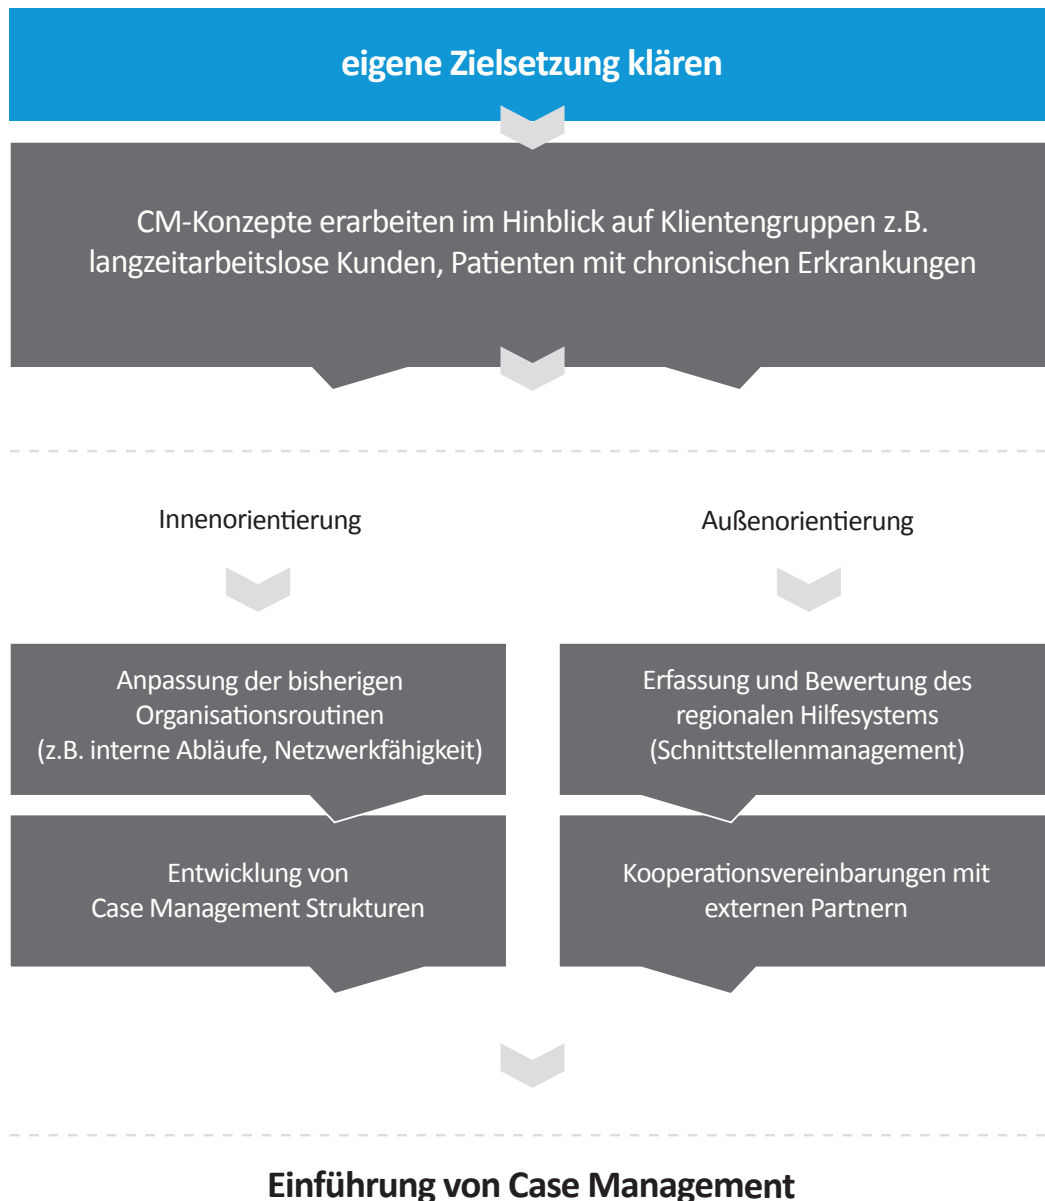 eigene Zielsetzung klären
CM-Konzepte erarbeiten im Hinblick auf Klientengruppen z.B.
langzeitarbeitslose Kunden, Patienten mit chronischen Erkrankungen
Innenorientierung
Außenorientierung
Anpassung der bisherigen
Organisationsroutinen
(z.B. interne Abläufe, Netzwerkfähigkeit)
Erfassung und Bewertung des
regionalen Hilfesystems
(Schnittstellenmanagement)
Entwicklung von
Case Management Strukturen
Kooperationsvereinbarungen mit
externen Partnern
Einführung von Case Management